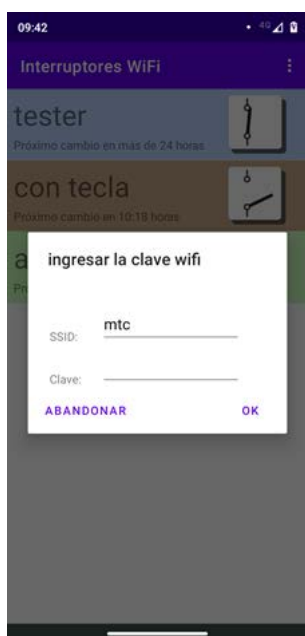 09:42
4G
Interruptores WiFi
tester
Próximo cambio en más de 24 horas
con tecla
Próximo cambio en 10:18 horas
a
ingresar la clave wifi
SSID: mtc
Clave:
ABANDONAR OK